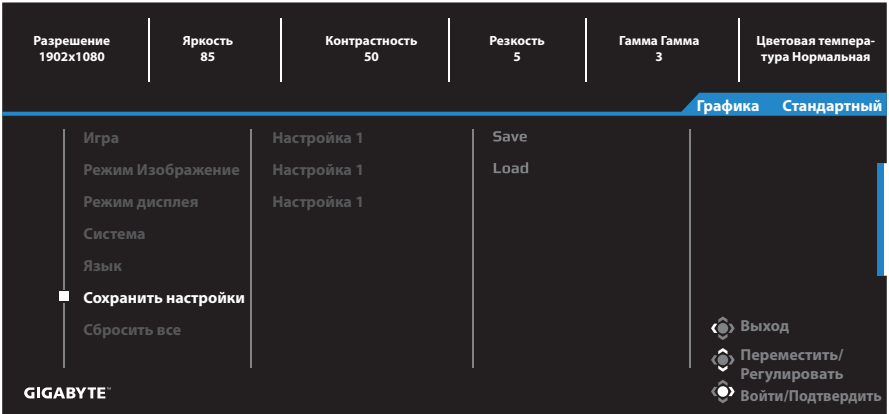 Разрешение
1902x1080
Яркость
85
Контрастность
50
Резкость
5
Гамма Гамма
3
Цветовая темпера-
тура Нормальная
Графика Стандартный
Игра
Режим Изображение
Режим дисплея
Система
Язык
Сохранить настройки
Сбросить все
Настройка 1
Настройка 1
Настройка 1
Save
Load
Выход
Переместить/
Регулировать
Войти/Подтвердить
GIGABYTE™